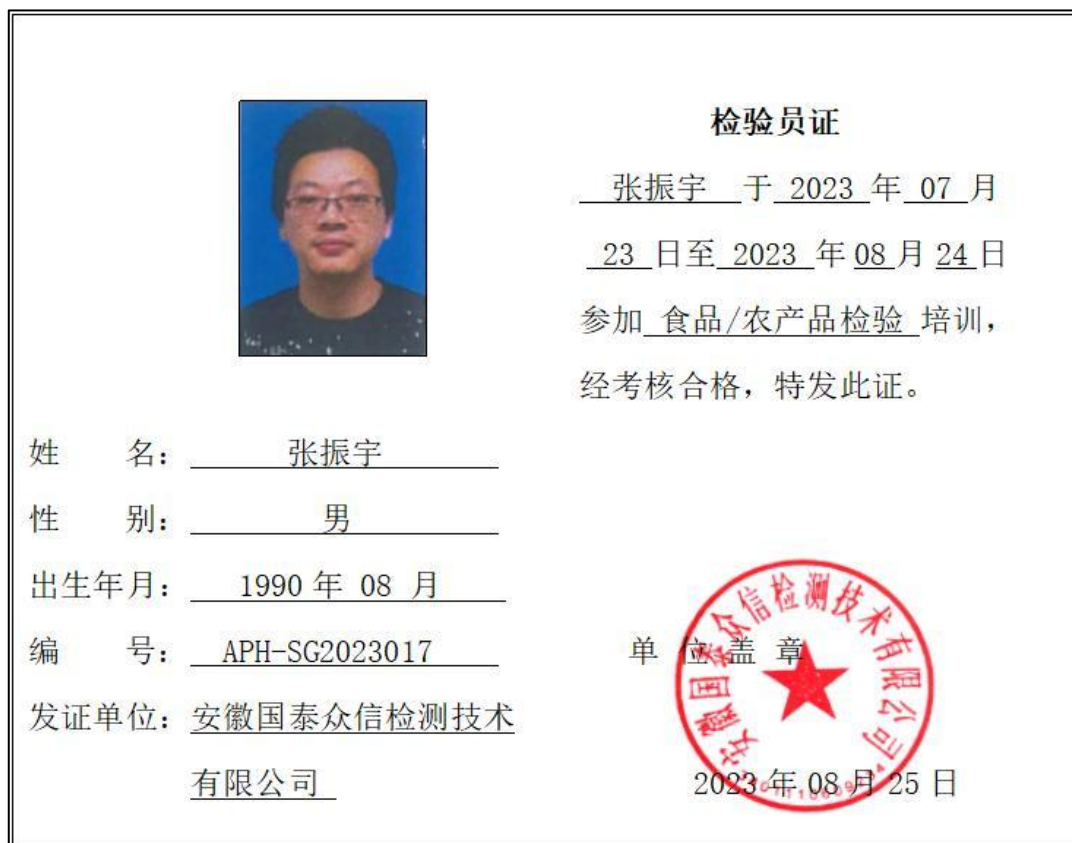 检验员证
张振宇 于 2023 年 07 月
23 日至 2023 年 08 月 24 日
参加 食品/农产品检验 培训，
经考核合格，特发此证。
姓 名： 张振宇
性 别： 男
出生年月： 1990 年 08 月
编 号： APH-SG2023017
发证单位：安徽国泰众信检测技术
有限公司
单 位 盖 章
安徽国泰众信检测技术有限公司
2023 年 08 月 25 日